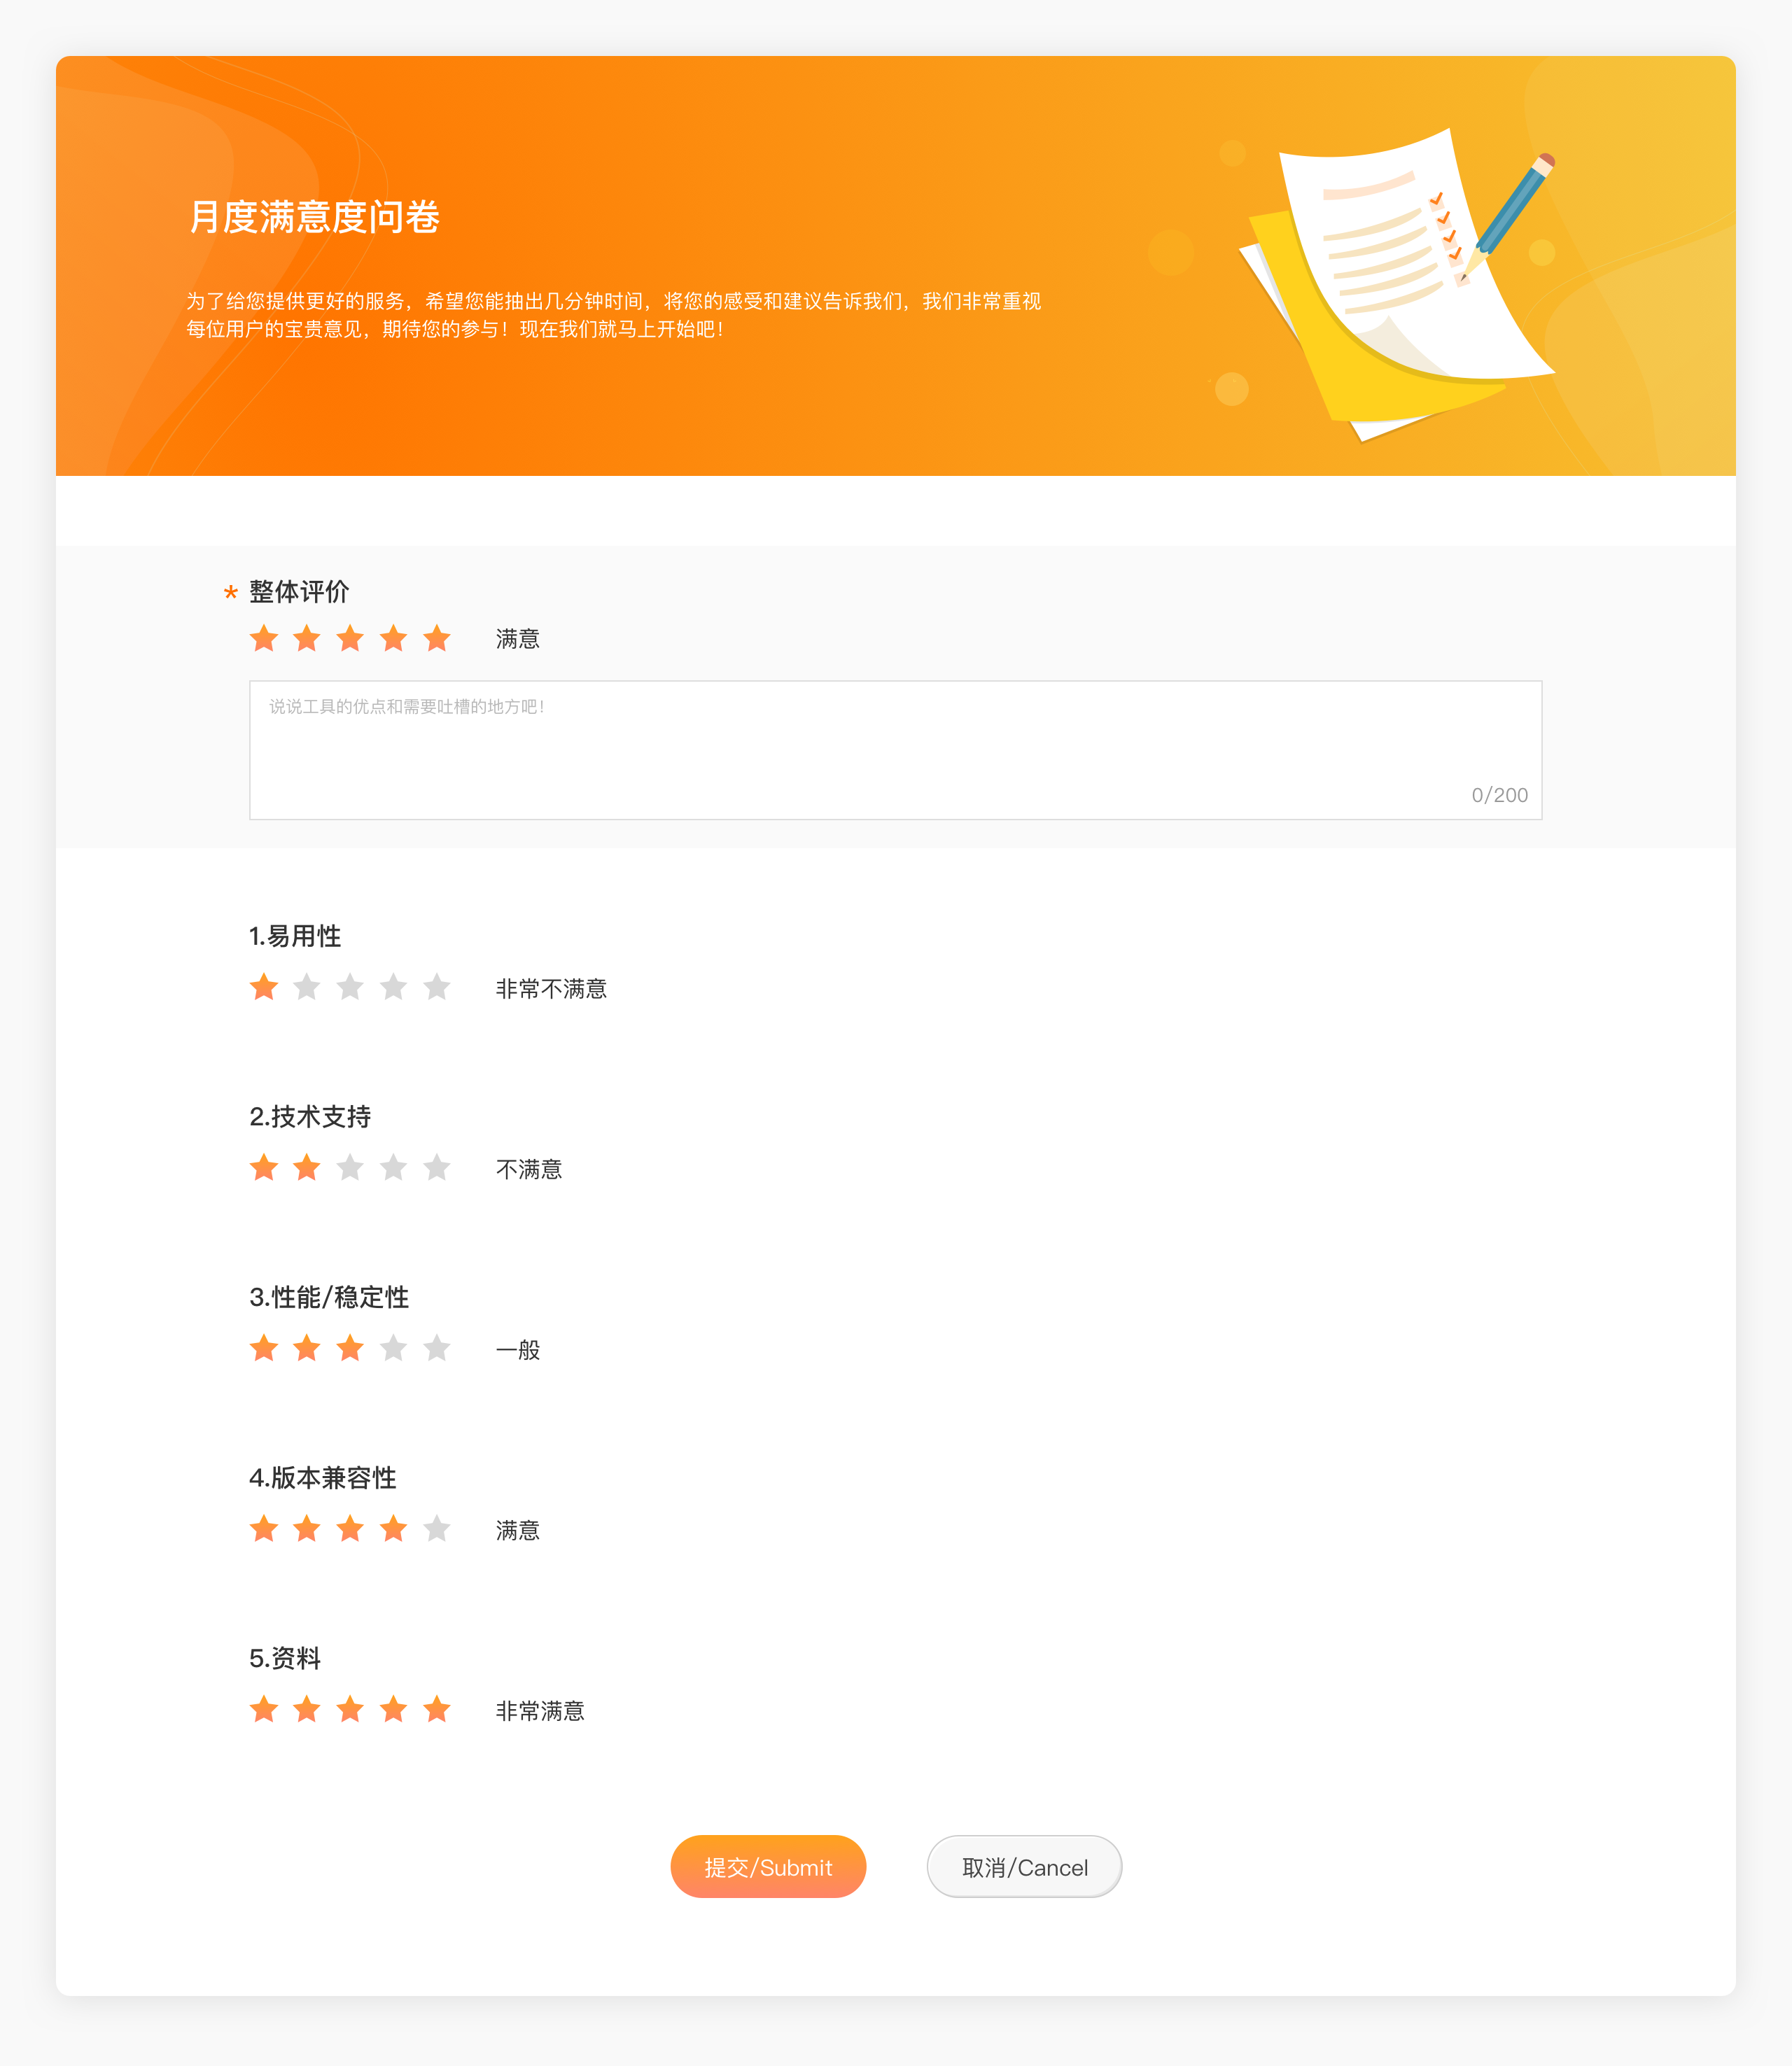 月度满意度问卷
为了给您提供更好的服务，希望您能抽出几分钟时间，将您的感受和建议告诉我们，我们非常重视
每位用户的宝贵意见，期待您的参与！现在我们就马上开始吧！
* 整体评价
满意
说说工具的优点和需要吐槽的地方吧！
0/200
1.易用性
非常不满意
2.技术支持
不满意
3.性能/稳定性
一般
4.版本兼容性
满意
5.资料
非常满意
提交/Submit
取消/Cancel